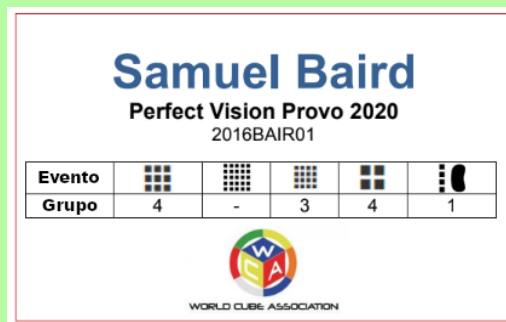 Samuel Baird
Perfect Vision Provo 2020
2016BAIR01
Evento
Grupo 4 - 3 4 1
W C A
WORLD CUBE ASSOCIATION